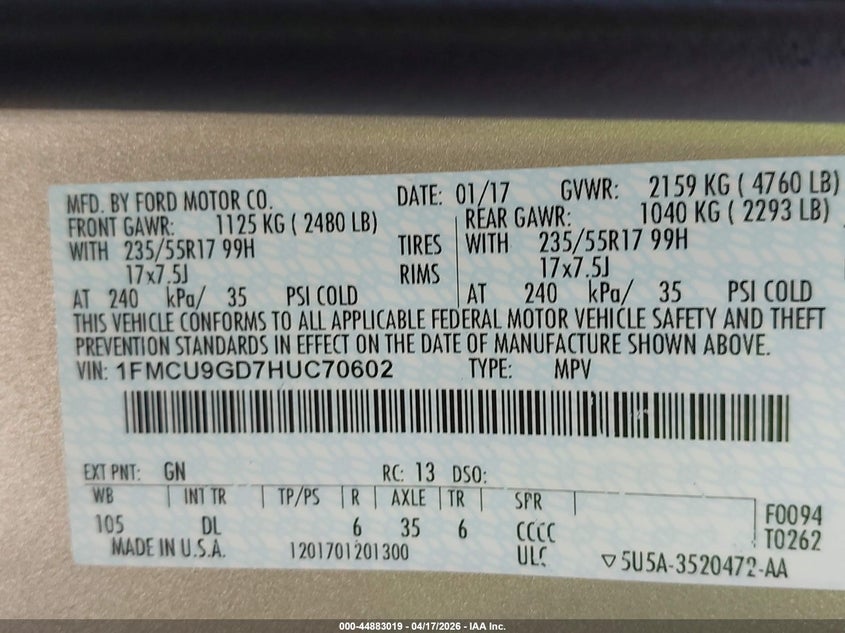 MFD. BY FORD MOTOR CO. DATE: 01/17 GVWR: 2159 KG ( 4760 LB)
FRONT GAWR: 1125 KG ( 2480 LB) REAR GAWR: 1040 KG ( 2293 LB)
WITH 235/55R17 99H TIRES WITH 235/55R17 99H
17x7.5J RIMS 17x7.5J
AT 240 kPa/ 35 PSI COLD AT 240 kPa/ 35 PSI COLD
THIS VEHICLE CONFORMS TO ALL APPLICABLE FEDERAL MOTOR VEHICLE SAFETY AND THEFT
PREVENTION STANDARDS IN EFFECT ON THE DATE OF MANUFACTURE SHOWN ABOVE.
VIN: 1FMCU9GD7HUC70602 TYPE: MPV
EXT PNT: GN RC: 13 DSO:
WB INT TR TP/PS R AXLE TR SPR F0094
105 DL 6 35 6 CCCC T0262
MADE IN U.S.A. 1201701201300 ULC 5U5A-3520472-AA
000-44883019 - 04/17/2026 - IAA Inc.